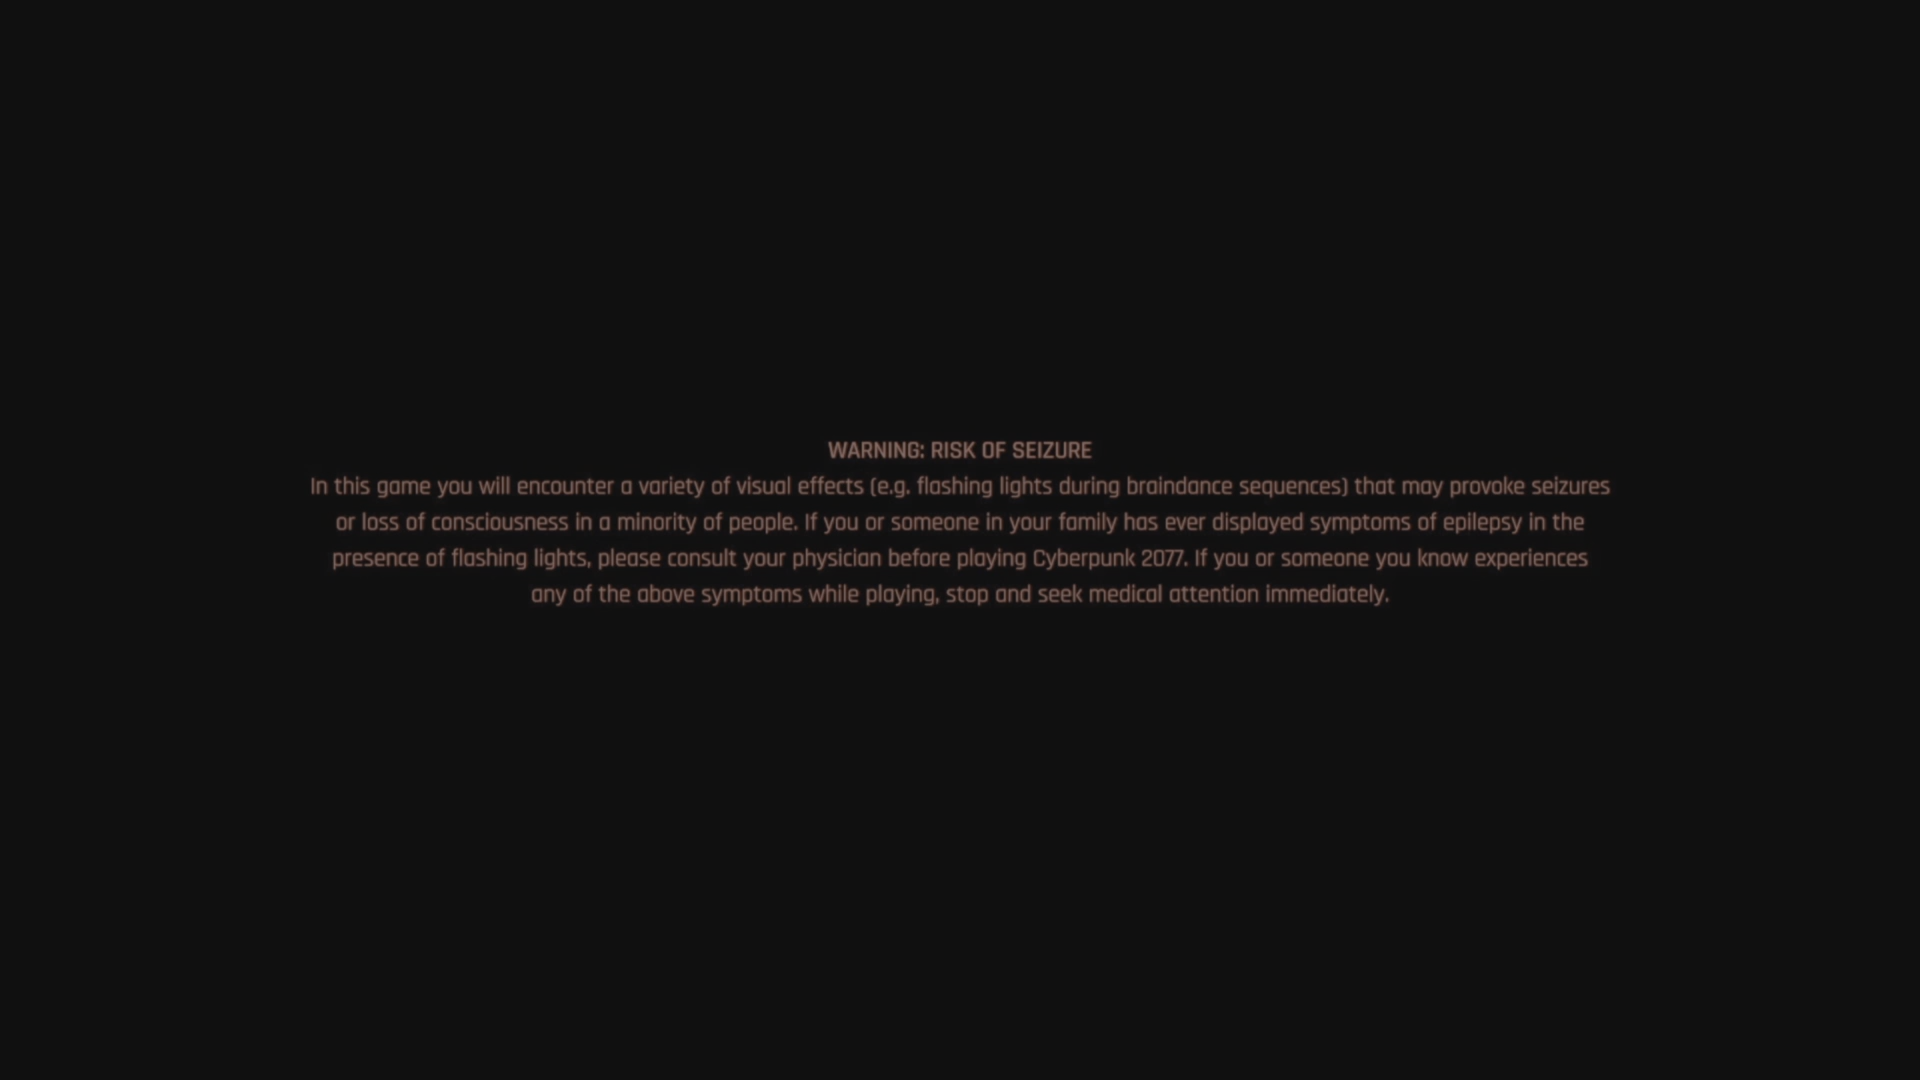 WARNING: RISK OF SEIZURE
In this game you will encounter a variety of visual effects (e.g. flashing lights during braindance sequences) that may provoke seizures
or loss of consciousness in a minority of people. If you or someone in your family has ever displayed symptoms of epilepsy in the
presence of flashing lights, please consult your physician before playing Cyberpunk 2077. If you or someone you know experiences
any of the above symptoms while playing, stop and seek medical attention immediately.